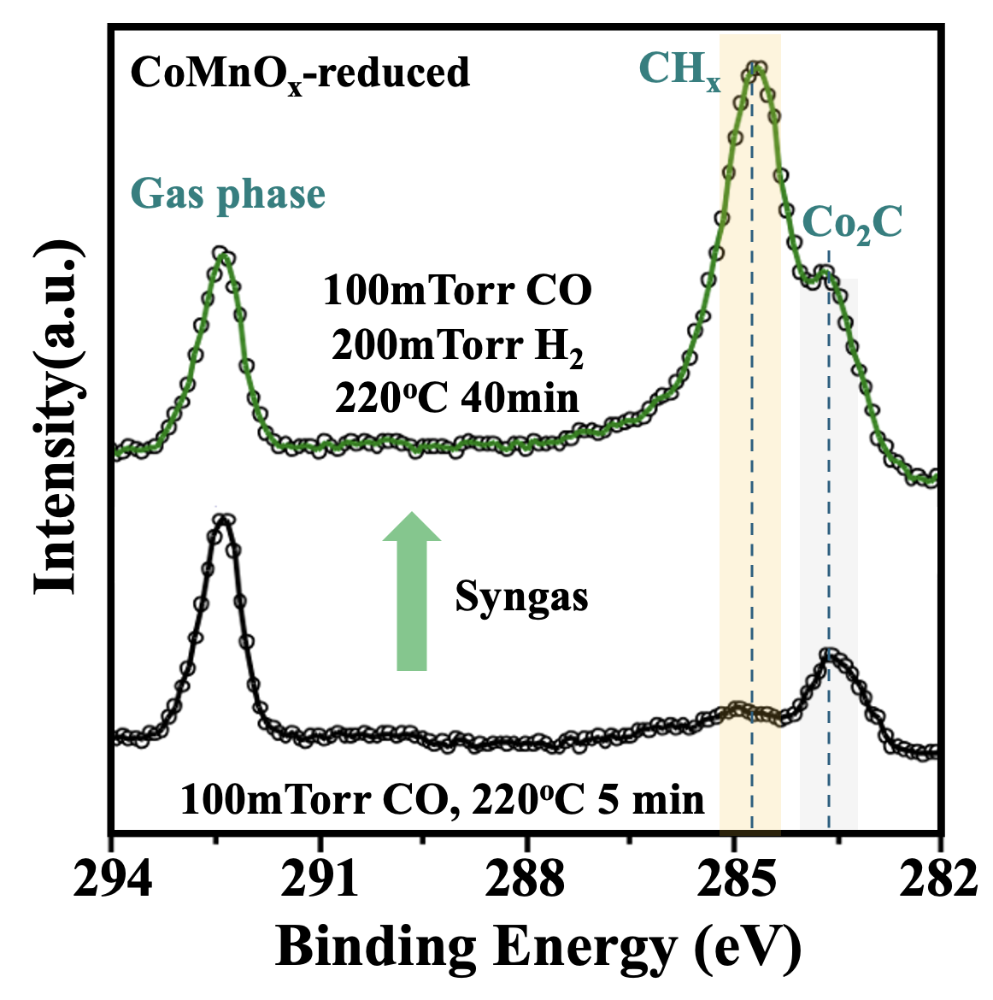 CoMnOₓ-reduced
CHₓ
Gas phase
Co₂C
100mTorr CO
200mTorr H₂
220ᵒC 40min
Syngas
100mTorr CO, 220ᵒC 5 min
Intensity(a.u.)
294 291 288 285 282
Binding Energy (eV)